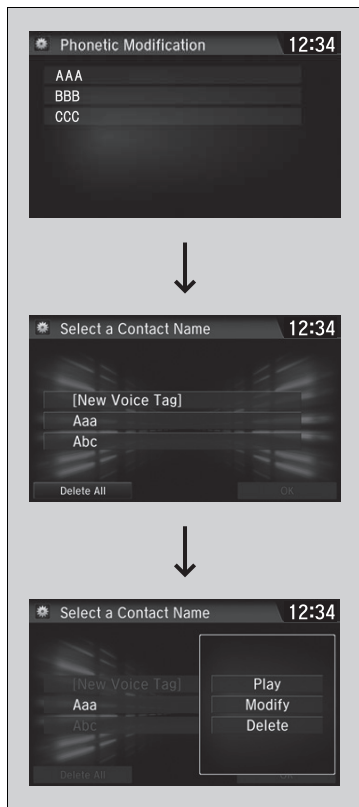 Phonetic Modification 12:34
AAA
BBB
CCC
Select a Contact Name 12:34
[New Voice Tag]
Aaa
Abc
Delete All OK
Select a Contact Name 12:34
[New Voice Tag] Play
Aaa Modify
Abc Delete
Delete All OK